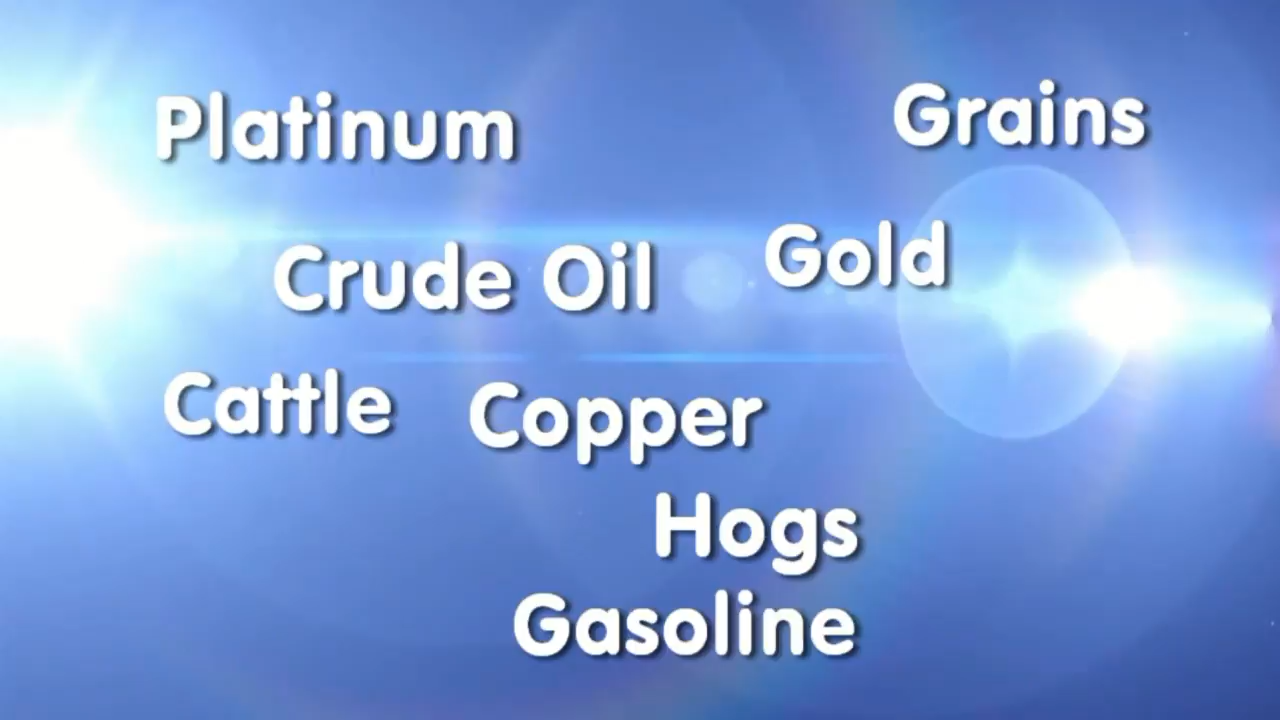 Platinum
Grains
Crude Oil
Gold
Cattle
Copper
Hogs
Gasoline